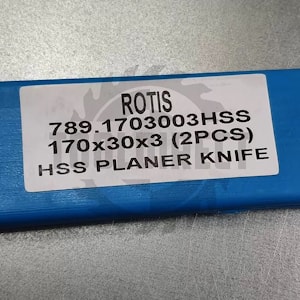 ROTIS
789.1703003HSS
170x30x3 (2PCS)
HSS PLANER KNIFE